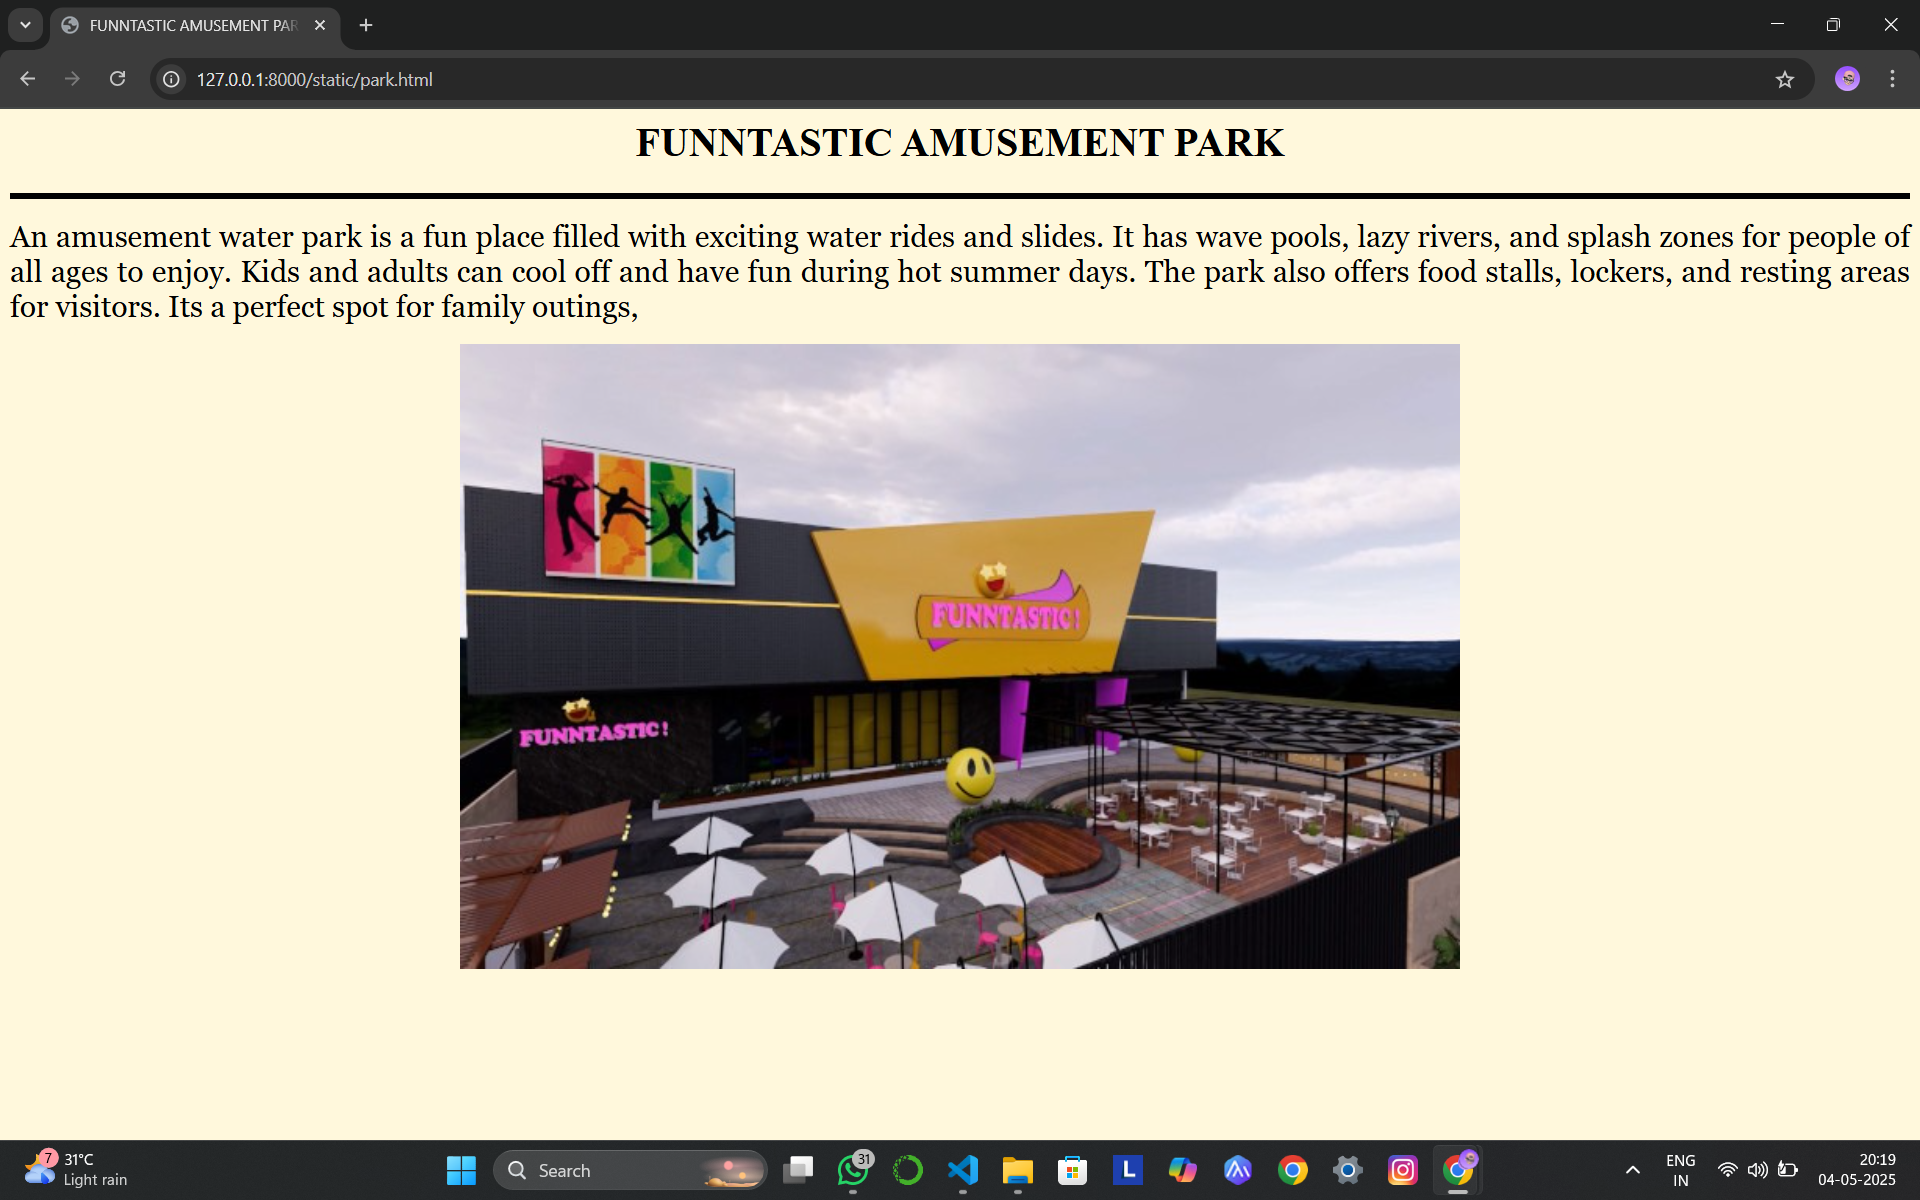 FUNNTASTIC AMUSEMENT PAR
127.0.0.1:8000/static/park.html
FUNNTASTIC AMUSEMENT PARK
An amusement water park is a fun place filled with exciting water rides and slides. It has wave pools, lazy rivers, and splash zones for people of
all ages to enjoy. Kids and adults can cool off and have fun during hot summer days. The park also offers food stalls, lockers, and resting areas
for visitors. Its a perfect spot for family outings,
FUNNTASTIC!
FUNNTASTIC!
7
31°C
Light rain
Search
31
L
ENG
IN
20:19
04-05-2025